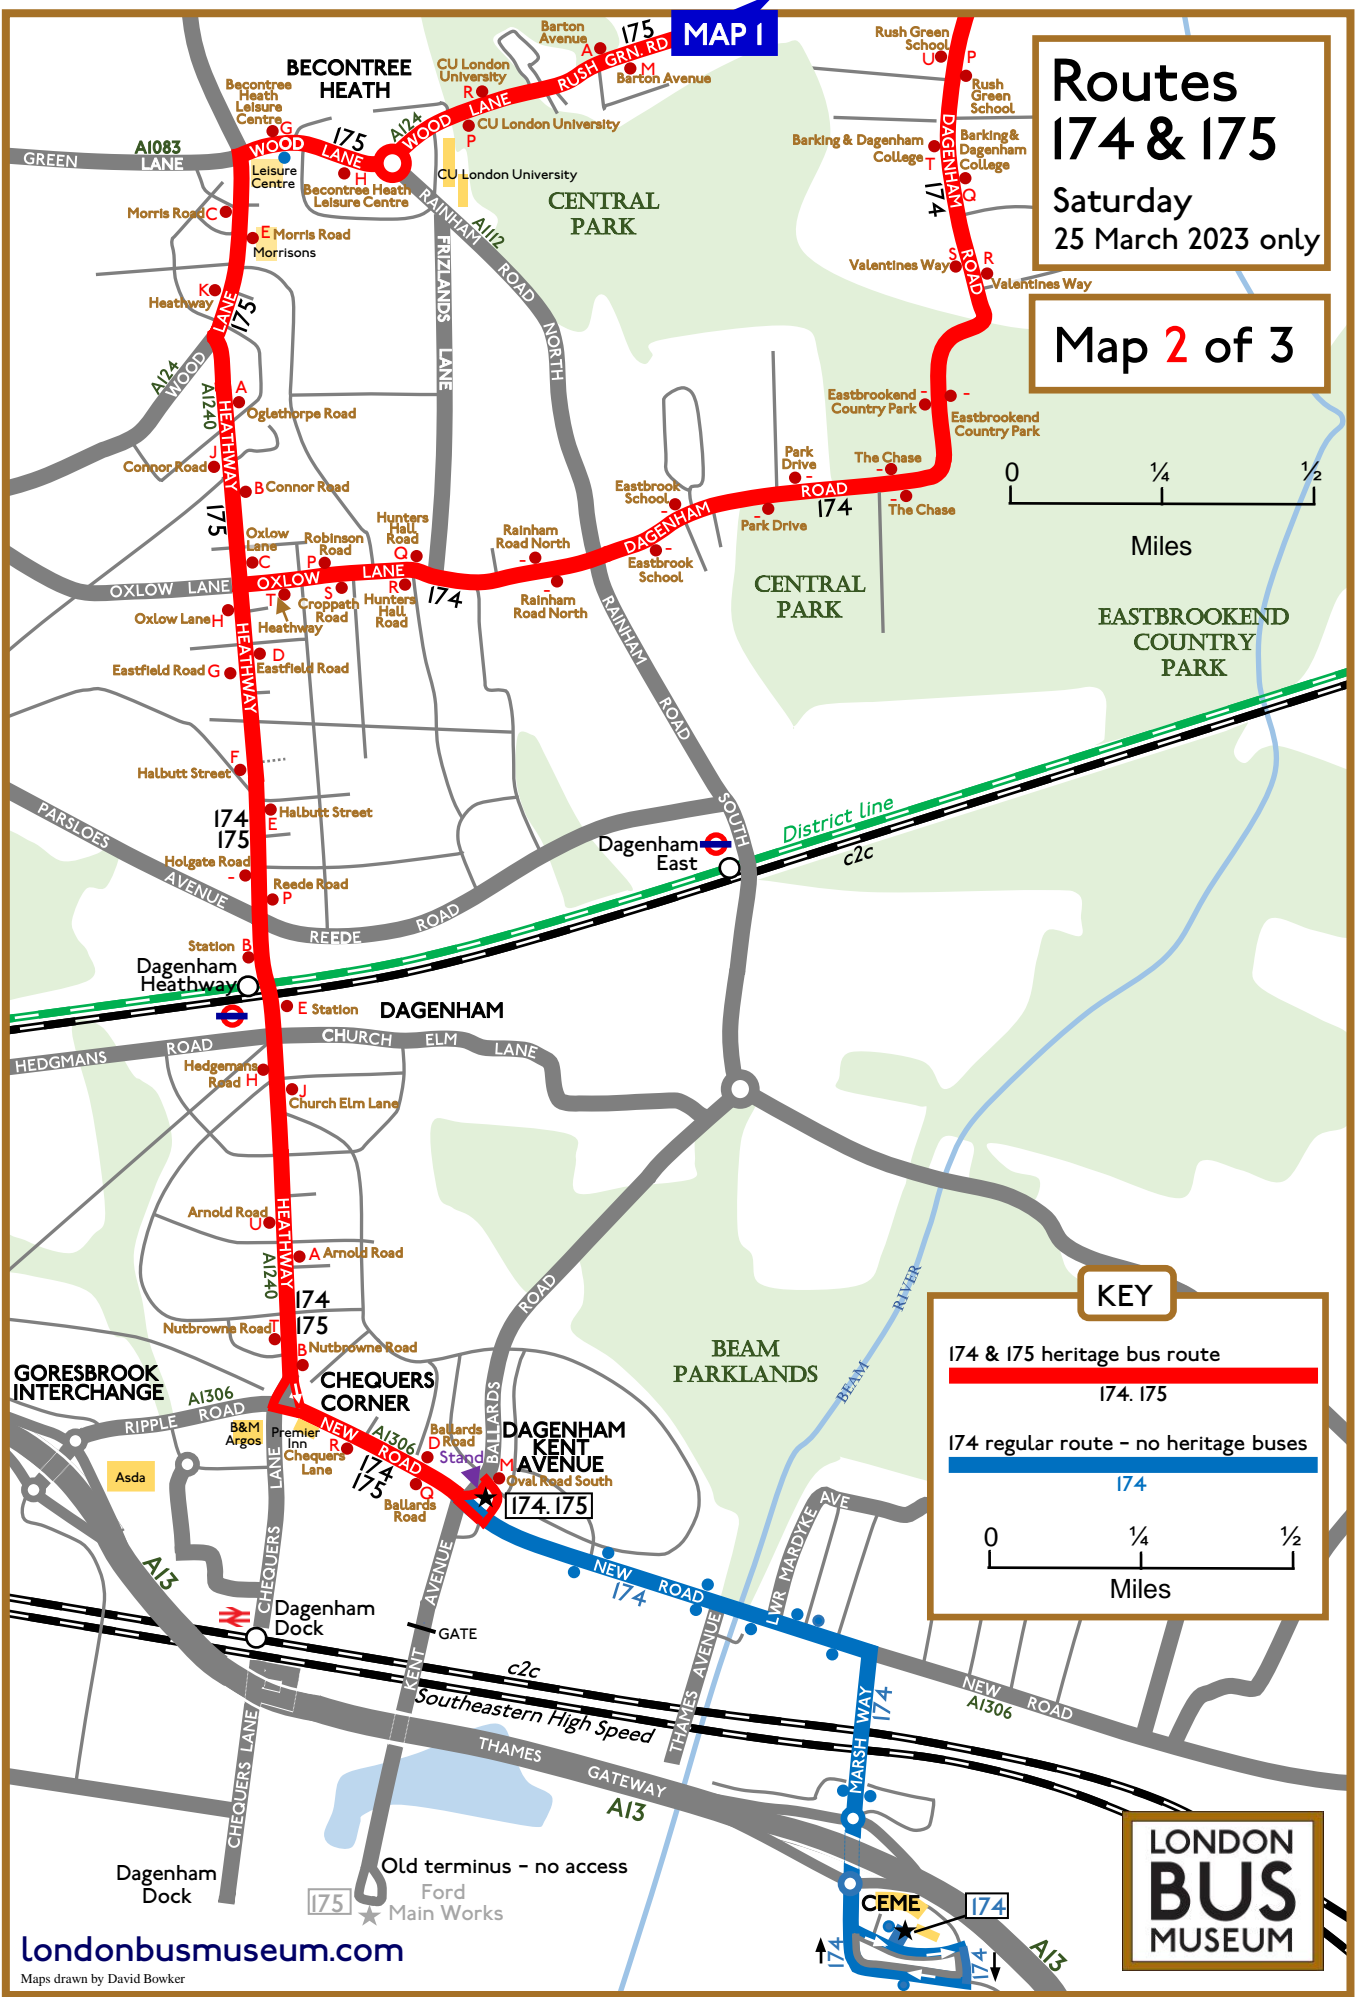 MAP 1
Routes
174 & 175
Saturday
25 March 2023 only
Map 2 of 3
0 ¼ ½
Miles
BECONTREE
HEATH
Becontree
Heath
Leisure
Centre
G
A1083
GREEN LANE
WOOD LANE
175
A124
WOOD LANE
RUSH GRN. RD
175
Barton
Avenue
A
M
Barton Avenue
CU London
University
R
CU London University
P
CU London University
Leisure
Centre
H
Becontree Heath
Leisure Centre
Morris Road
C
E
Morris Road
Morrisons
K
Heathway
LANE
175
A124
WOOD
A1240
A
Oglethorpe Road
HEATHWAY
J
Connor Road
B
Connor Road
175
RAINHAM
A1112
ROAD
NORTH
FRIZLANDS
LANE
CENTRAL
PARK
Rush Green
School
U
P
Rush
Green
School
DAGENHAM
Barking & Dagenham
College
T
Barking &
Dagenham
College
Q
174
ROAD
Valentines Way
S
R
Valentines Way
Eastbrookend
Country Park
-
-
Eastbrookend
Country Park
The Chase
-
-
The Chase
Park
Drive
-
-
Park Drive
ROAD
174
Eastbrook
School
-
-
Eastbrook
School
DAGENHAM
Rainham
Road North
-
-
Rainham
Road North
Hunters
Hall
Road
Q
R
Hunters
Hall
Road
174
Robinson
Road
P
S
Croppath
Road
Oxlow
Lane
C
OXLOW LANE
OXLOW LANE
T
Heathway
Oxlow Lane
H
HEATHWAY
D
Eastfield Road
Eastfield Road
G
CENTRAL
PARK
EASTBROOKEND
COUNTRY
PARK
RAINHAM
ROAD
SOUTH
F
Halbutt Street
Halbutt Street
E
174
175
PARSLOES
AVENUE
Holgate Road
-
Reede Road
P
REEDE
ROAD
Dagenham
East
District line
c2c
Station
B
Dagenham
Heathway
E
Station
DAGENHAM
HEDGMANS
ROAD
CHURCH ELM LANE
Hedgemans
Road
H
J
Church Elm Lane
Arnold Road
U
A
Arnold Road
HEATHWAY
A1240
174
175
Nutbrowne Road
T
B
Nutbrowne Road
GORESBROOK
INTERCHANGE
CHEQUERS
CORNER
A1306
RIPPLE ROAD
B&M
Argos
Premier
Inn
NEW ROAD
A1306
R
Chequers
Lane
174
175
Ballards
Road
D
Q
Ballards
Road
Stand
ROAD
BALLARDS
DAGENHAM
KENT
AVENUE
M
Oval Road South
174. 175
BEAM
PARKLANDS
BEAM
RIVER
Asda
A13
LANE
CHEQUERS
Dagenham
Dock
AVENUE
KENT
GATE
c2c
Southeastern High Speed
NEW ROAD
174
LWR MARDYKE AVE
THAMES AVENUE
MARSH WAY
174
NEW ROAD
A1306
THAMES
GATEWAY
A13
CHEQUERS LANE
Dagenham
Dock
Old terminus - no access
175
Ford
Main Works
CEME
174
174
174
A13
KEY
174 & 175 heritage bus route
174. 175
174 regular route - no heritage buses
174
0 ¼ ½
Miles
LONDON
BUS
MUSEUM
londonbusmuseum.com
Maps drawn by David Bowker